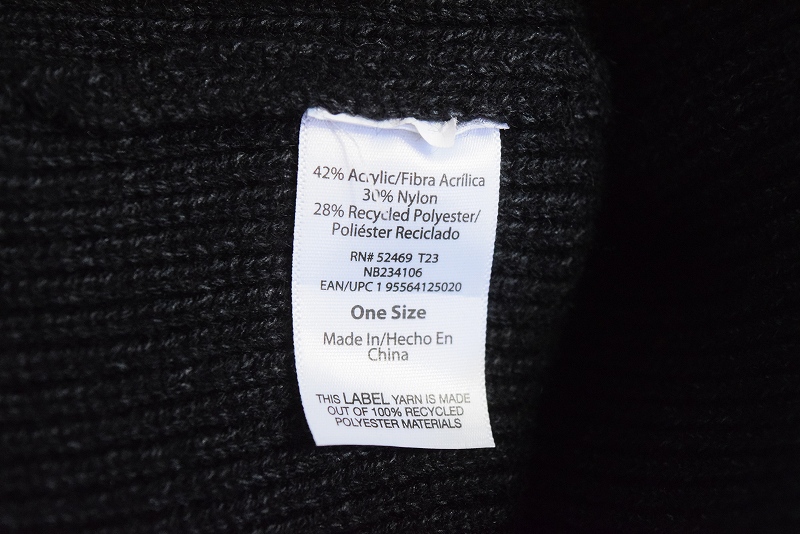 42% Acrylic/Fibra Acrílica
30% Nylon
28% Recycled Polyester/
Poliéster Reciclado
RN# 52469 T23
NB234106
EAN/UPC 1 95564125020
One Size
Made In/Hecho En
China
THIS LABEL YARN IS MADE
OUT OF 100% RECYCLED
POLYESTER MATERIALS